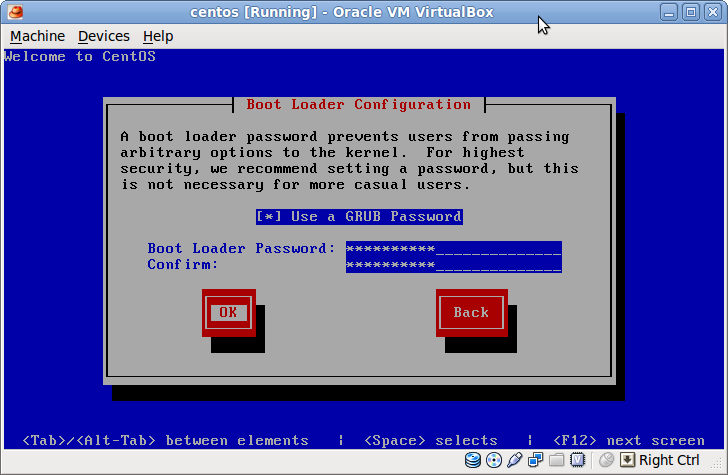 centos [Running] - Oracle VM VirtualBox
Machine Devices Help
Welcome to CentOS
Boot Loader Configuration
A boot loader password prevents users from passing
arbitrary options to the kernel.  For highest
security, we recommend setting a password, but this
is not necessary for more casual users.
[*] Use a GRUB Password
Boot Loader Password: **********______________
Confirm: **********______________
OK Back
<Tab>/<Alt-Tab> between elements | <Space> selects | <F12> next screen
Right Ctrl